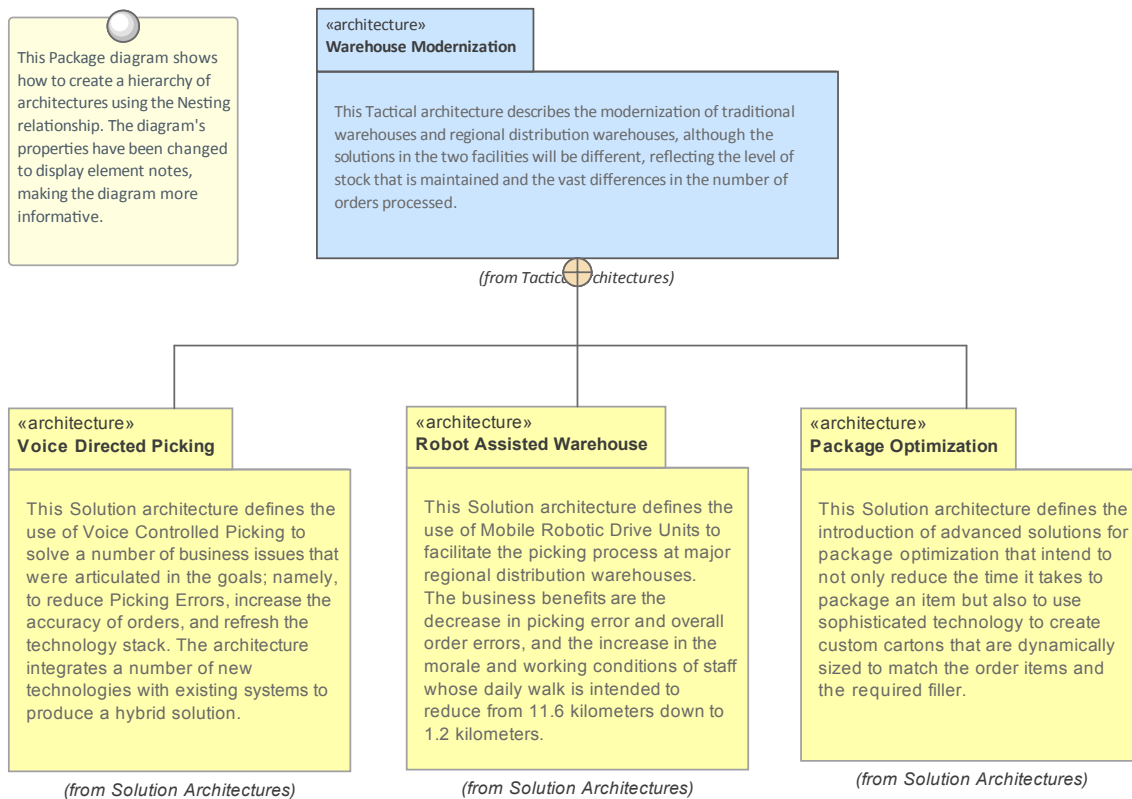 This Package diagram shows
how to create a hierarchy of
architectures using the Nesting
relationship. The diagram's
properties have been changed
to display element notes,
making the diagram more
informative.
«architecture»
Warehouse Modernization
This Tactical architecture describes the modernization of traditional
warehouses and regional distribution warehouses, although the
solutions in the two facilities will be different, reflecting the level of
stock that is maintained and the vast differences in the number of
orders processed.
(from Tactical Architectures)
«architecture»
Voice Directed Picking
This Solution architecture defines the
use of Voice Controlled Picking to
solve a number of business issues that
were articulated in the goals; namely,
to reduce Picking Errors, increase the
accuracy of orders, and refresh the
technology stack. The architecture
integrates a number of new
technologies with existing systems to
produce a hybrid solution.
(from Solution Architectures)
«architecture»
Robot Assisted Warehouse
This Solution architecture defines the
use of Mobile Robotic Drive Units to
facilitate the picking process at major
regional distribution warehouses.
The business benefits are the
decrease in picking error and overall
order errors, and the increase in the
morale and working conditions of staff
whose daily walk is intended to
reduce from 11.6 kilometers down to
1.2 kilometers.
(from Solution Architectures)
«architecture»
Package Optimization
This Solution architecture defines the
introduction of advanced solutions for
package optimization that intend to
not only reduce the time it takes to
package an item but also to use
sophisticated technology to create
custom cartons that are dynamically
sized to match the order items and
the required filler.
(from Solution Architectures)